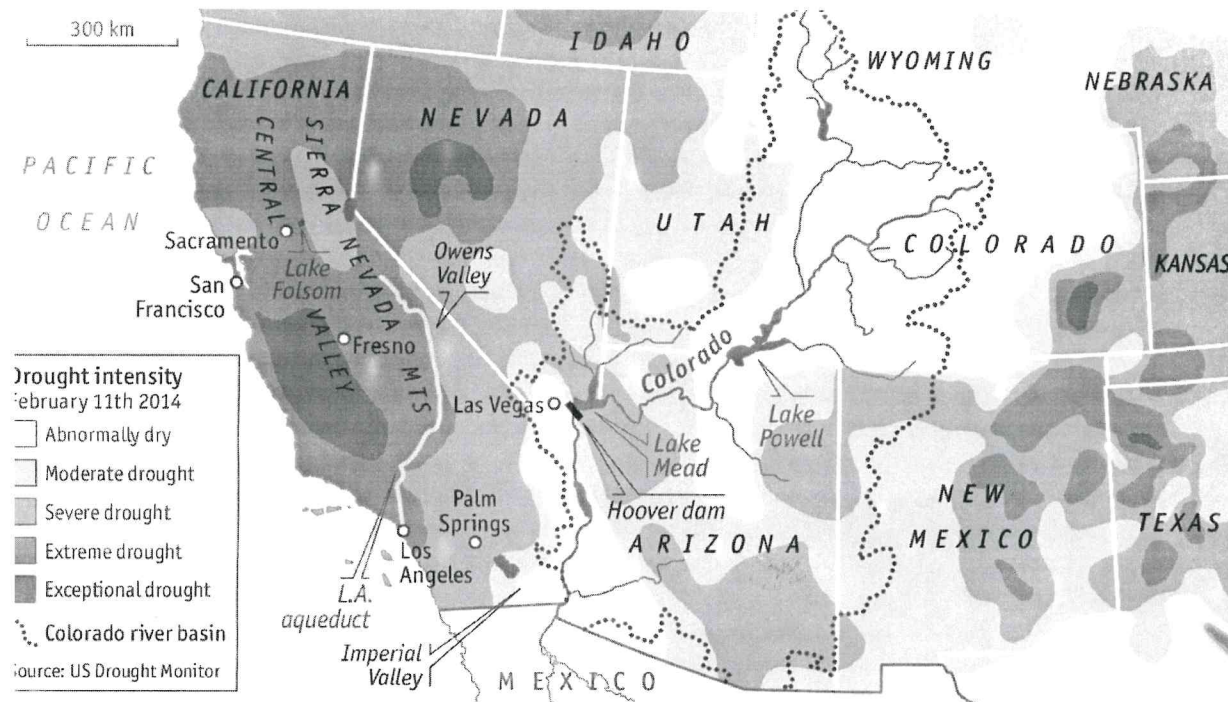 300 km
IDAHO
WYOMING
NEBRASKA
CALIFORNIA
NEVADA
CENTRAL VALLEY
SIERRA NEVADA MTS
PACIFIC
OCEAN
UTAH
COLORADO
KANSAS
Sacramento
Lake
Folsom
Owens
Valley
San
Francisco
Fresno
Colorado
Las Vegas
Lake
Mead
Lake
Powell
Hoover dam
Palm
Springs
ARIZONA
NEW
MEXICO
TEXAS
Los
Angeles
L.A.
aqueduct
Imperial
Valley
MEXICO
Drought intensity
February 11th 2014
Abnormally dry
Moderate drought
Severe drought
Extreme drought
Exceptional drought
Colorado river basin
Source: US Drought Monitor